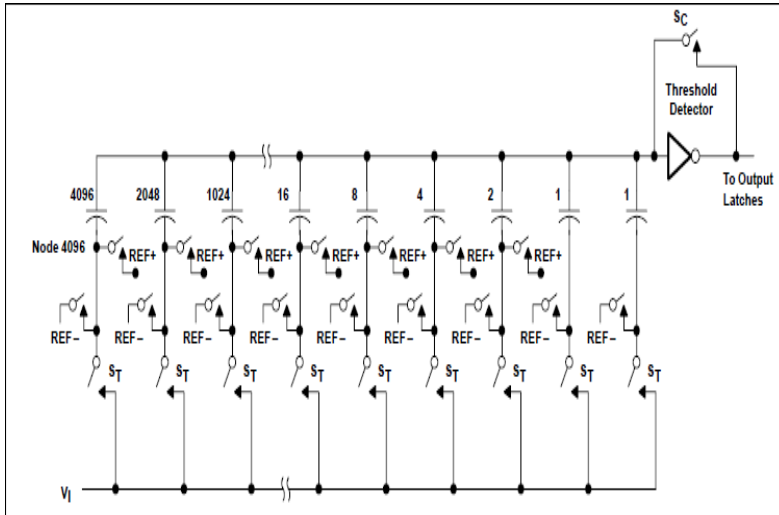 SC
Threshold
Detector
To Output
Latches
4096 2048 1024 16 8 4 2 1 1
Node 4096
REF+ REF+ REF+ REF+ REF+ REF+ REF+
REF– REF– REF– REF– REF– REF– REF– REF– REF–
ST ST ST ST ST ST ST ST ST
VI